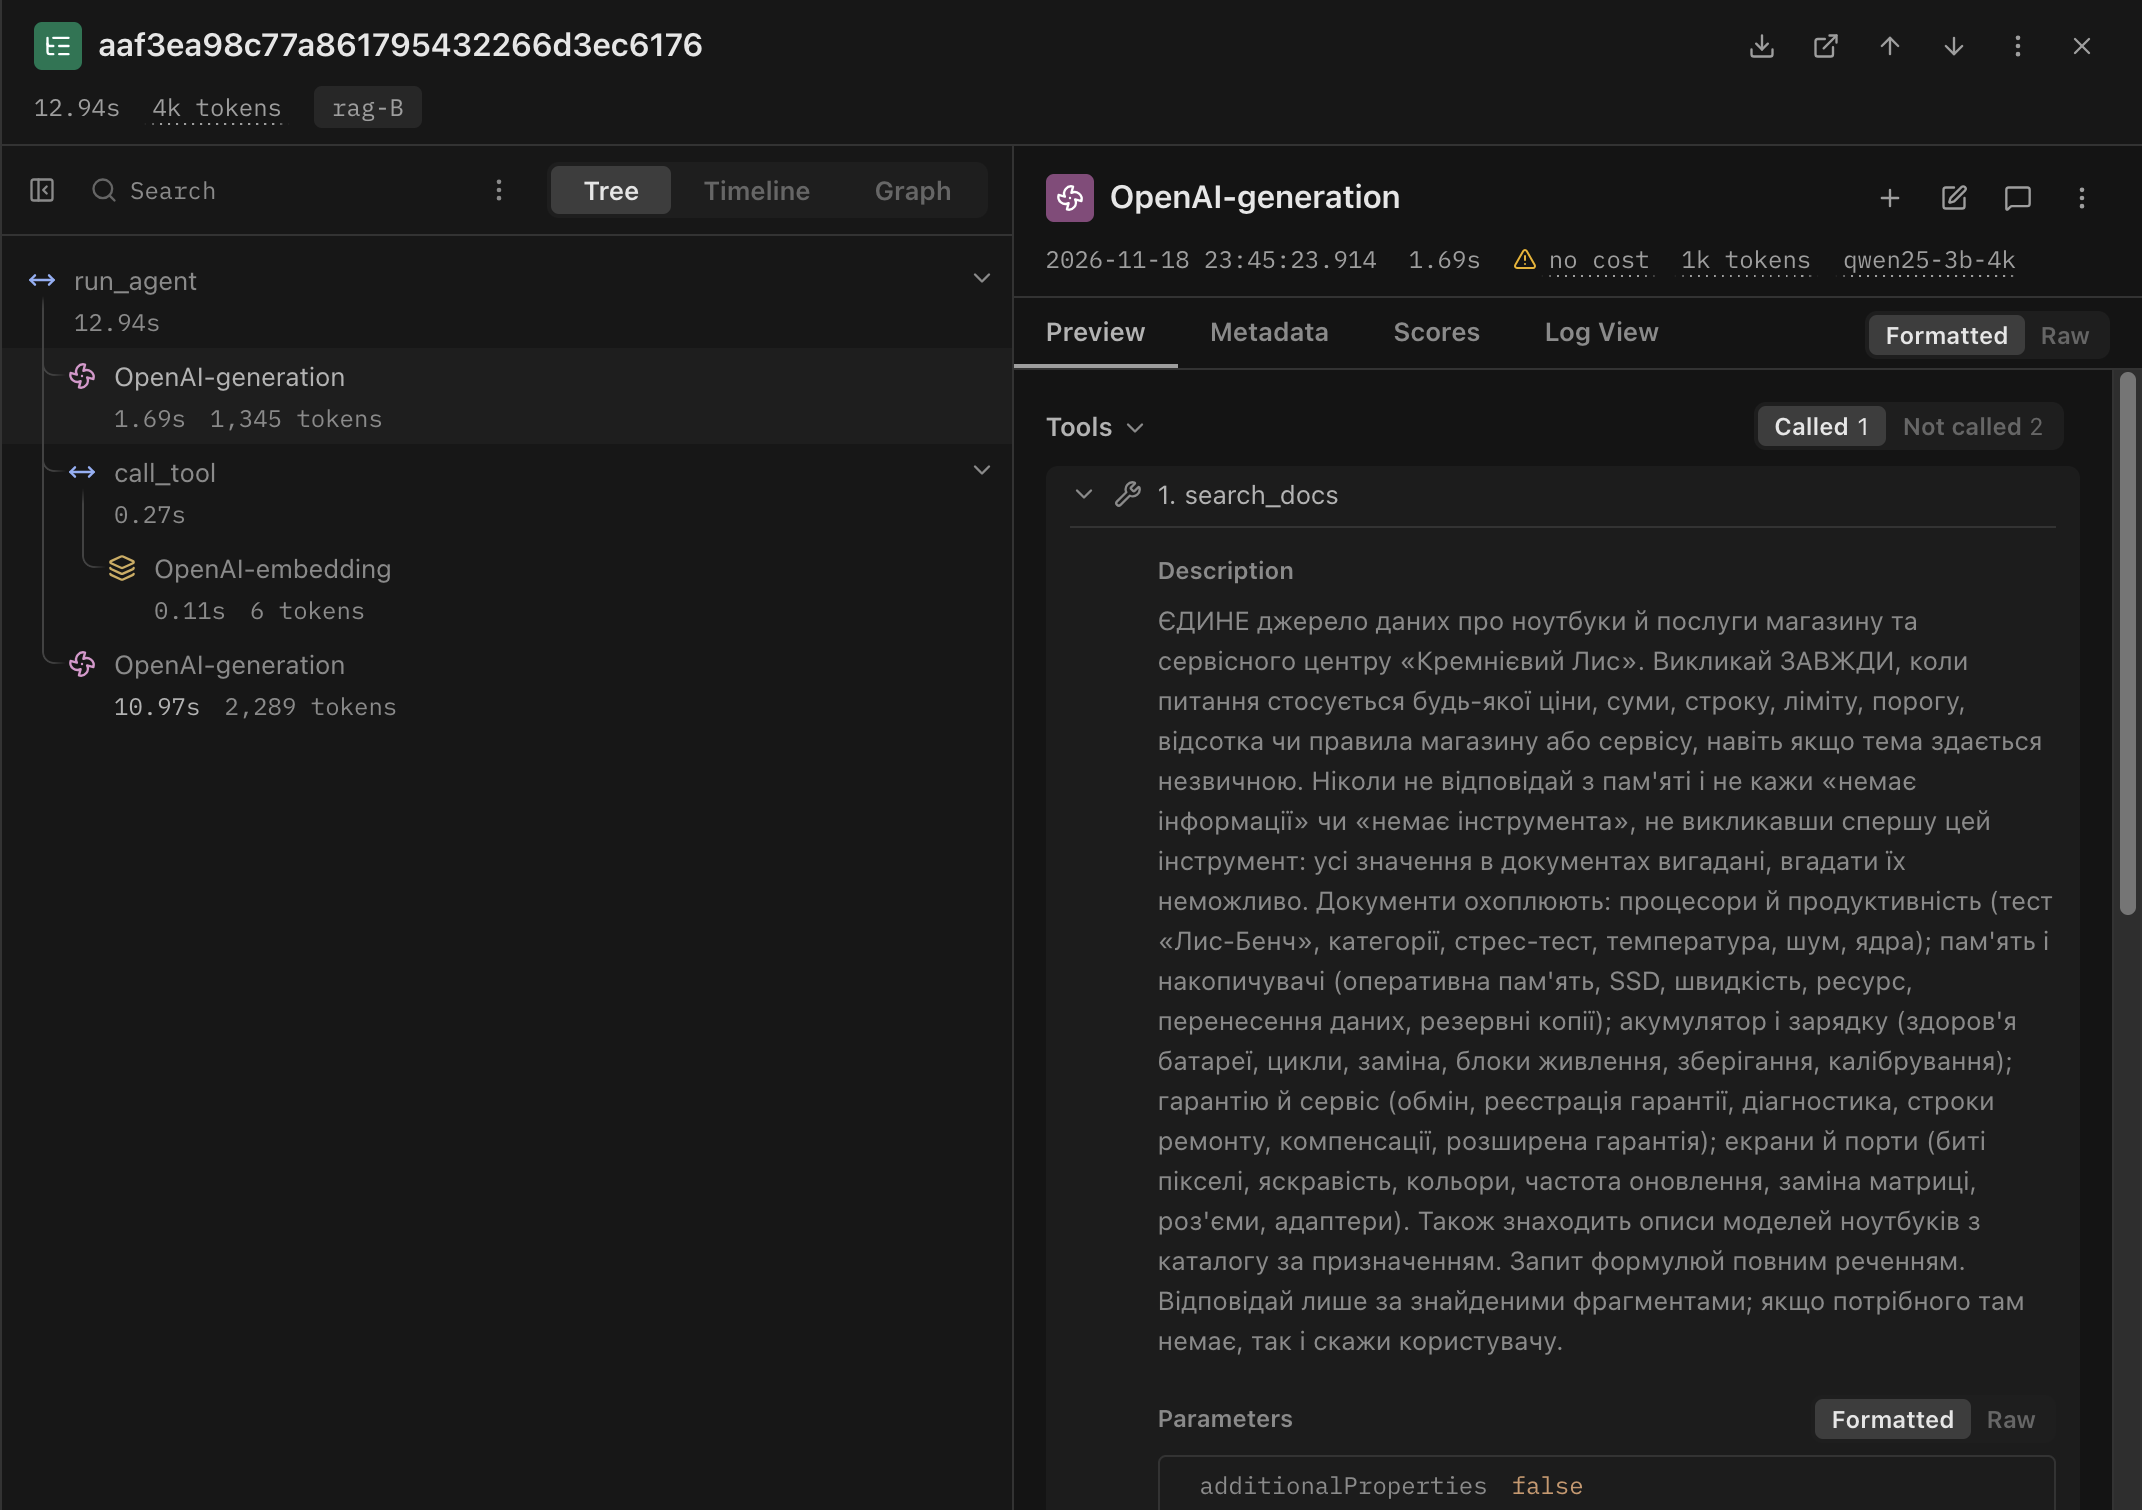 aaf3ea98c77a861795432266d3ec6176
12.94s 4k tokens rag-B
Search
Tree Timeline Graph
run_agent
12.94s
OpenAI-generation
1.69s 1,345 tokens
call_tool
0.27s
OpenAI-embedding
0.11s 6 tokens
OpenAI-generation
10.97s 2,289 tokens
OpenAI-generation
2026-11-18 23:45:23.914 1.69s no cost 1k tokens qwen25-3b-4k
Preview Metadata Scores Log View Formatted Raw
Tools Called 1 Not called 2
1. search_docs
Description
ЄДИНЕ джерело даних про ноутбуки й послуги магазину та
сервісного центру «Кремнієвий Лис». Викликай ЗАВЖДИ, коли
питання стосується будь-якої ціни, суми, строку, ліміту, порогу,
відсотка чи правила магазину або сервісу, навіть якщо тема здається
незвичною. Ніколи не відповідай з пам'яті і не кажи «немає
інформації» чи «немає інструмента», не викликавши спершу цей
інструмент: усі значення в документах вигадані, вгадати їх
неможливо. Документи охоплюють: процесори й продуктивність (тест
«Лис-Бенч», категорії, стрес-тест, температура, шум, ядра); пам'ять і
накопичувачі (оперативна пам'ять, SSD, швидкість, ресурс,
перенесення даних, резервні копії); акумулятор і зарядку (здоров'я
батареї, цикли, заміна, блоки живлення, зберігання, калібрування);
гарантію й сервіс (обмін, реєстрація гарантії, діагностика, строки
ремонту, компенсації, розширена гарантія); екрани й порти (биті
пікселі, яскравість, кольори, частота оновлення, заміна матриці,
роз'єми, адаптери). Також знаходить описи моделей ноутбуків з
каталогу за призначенням. Запит формулюй повним реченням.
Відповідай лише за знайденими фрагментами; якщо потрібного там
немає, так і скажи користувачу.
Parameters Formatted Raw
additionalProperties false